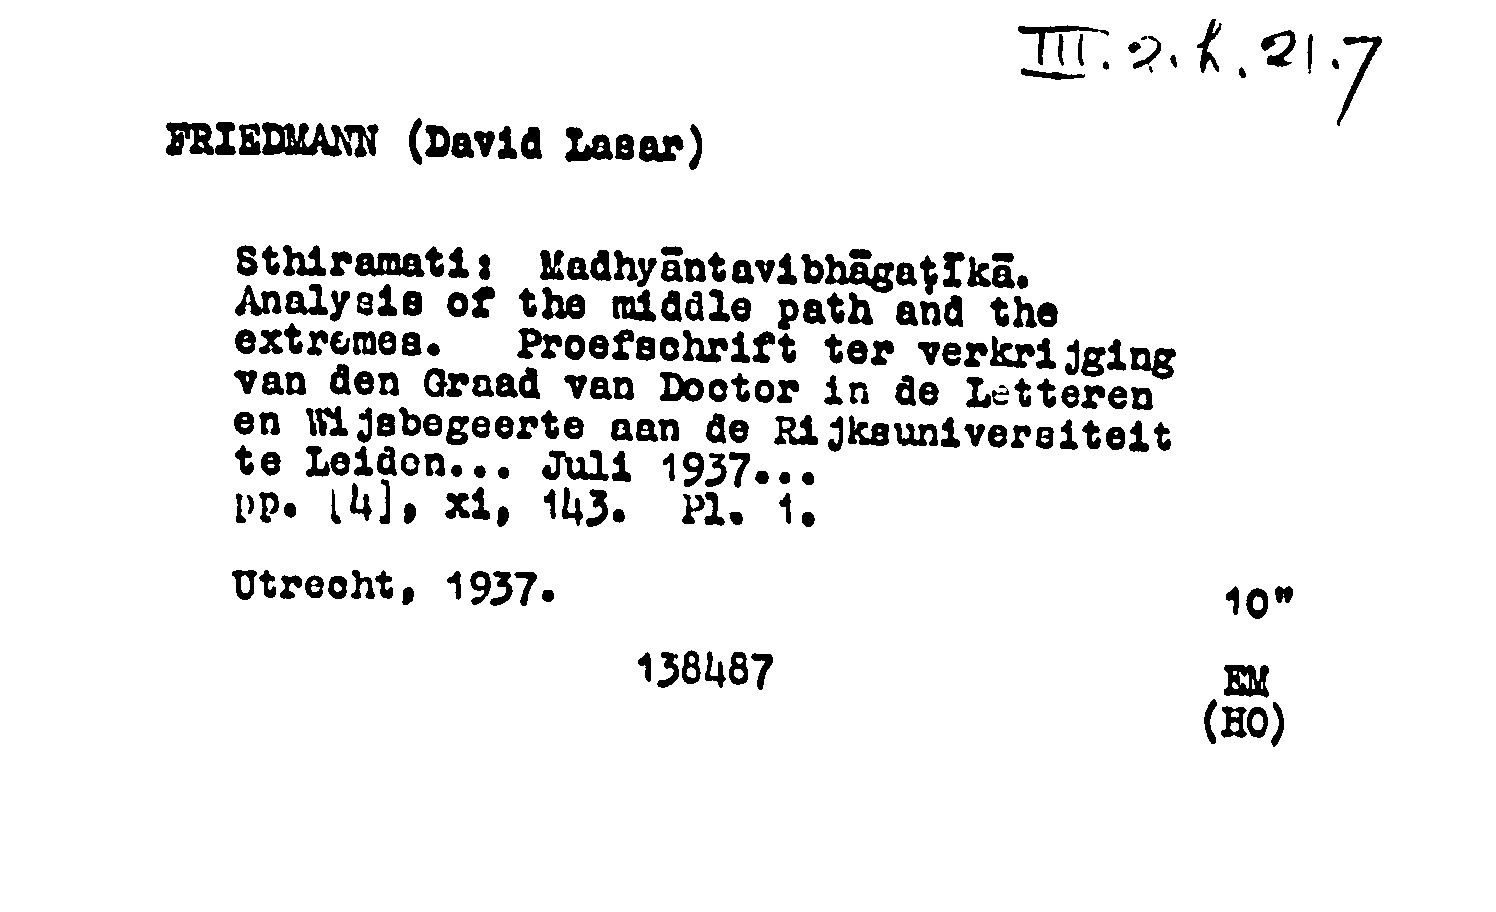 III.2.k.21.7
FRIEDMANN (David Lasar)
Sthiramati: Madhyāntavibhāgaṭīkā.
Analysis of the middle path and the
extremes. Proefschrift ter verkrijging
van den Graad van Doctor in de Letteren
en Wijsbegeerte aan de Rijksuniversiteit
te Leiden... Juli 1937...
pp. [4], xi, 143. Pl. 1.
Utrecht, 1937.
10"
138487
EM
(HO)